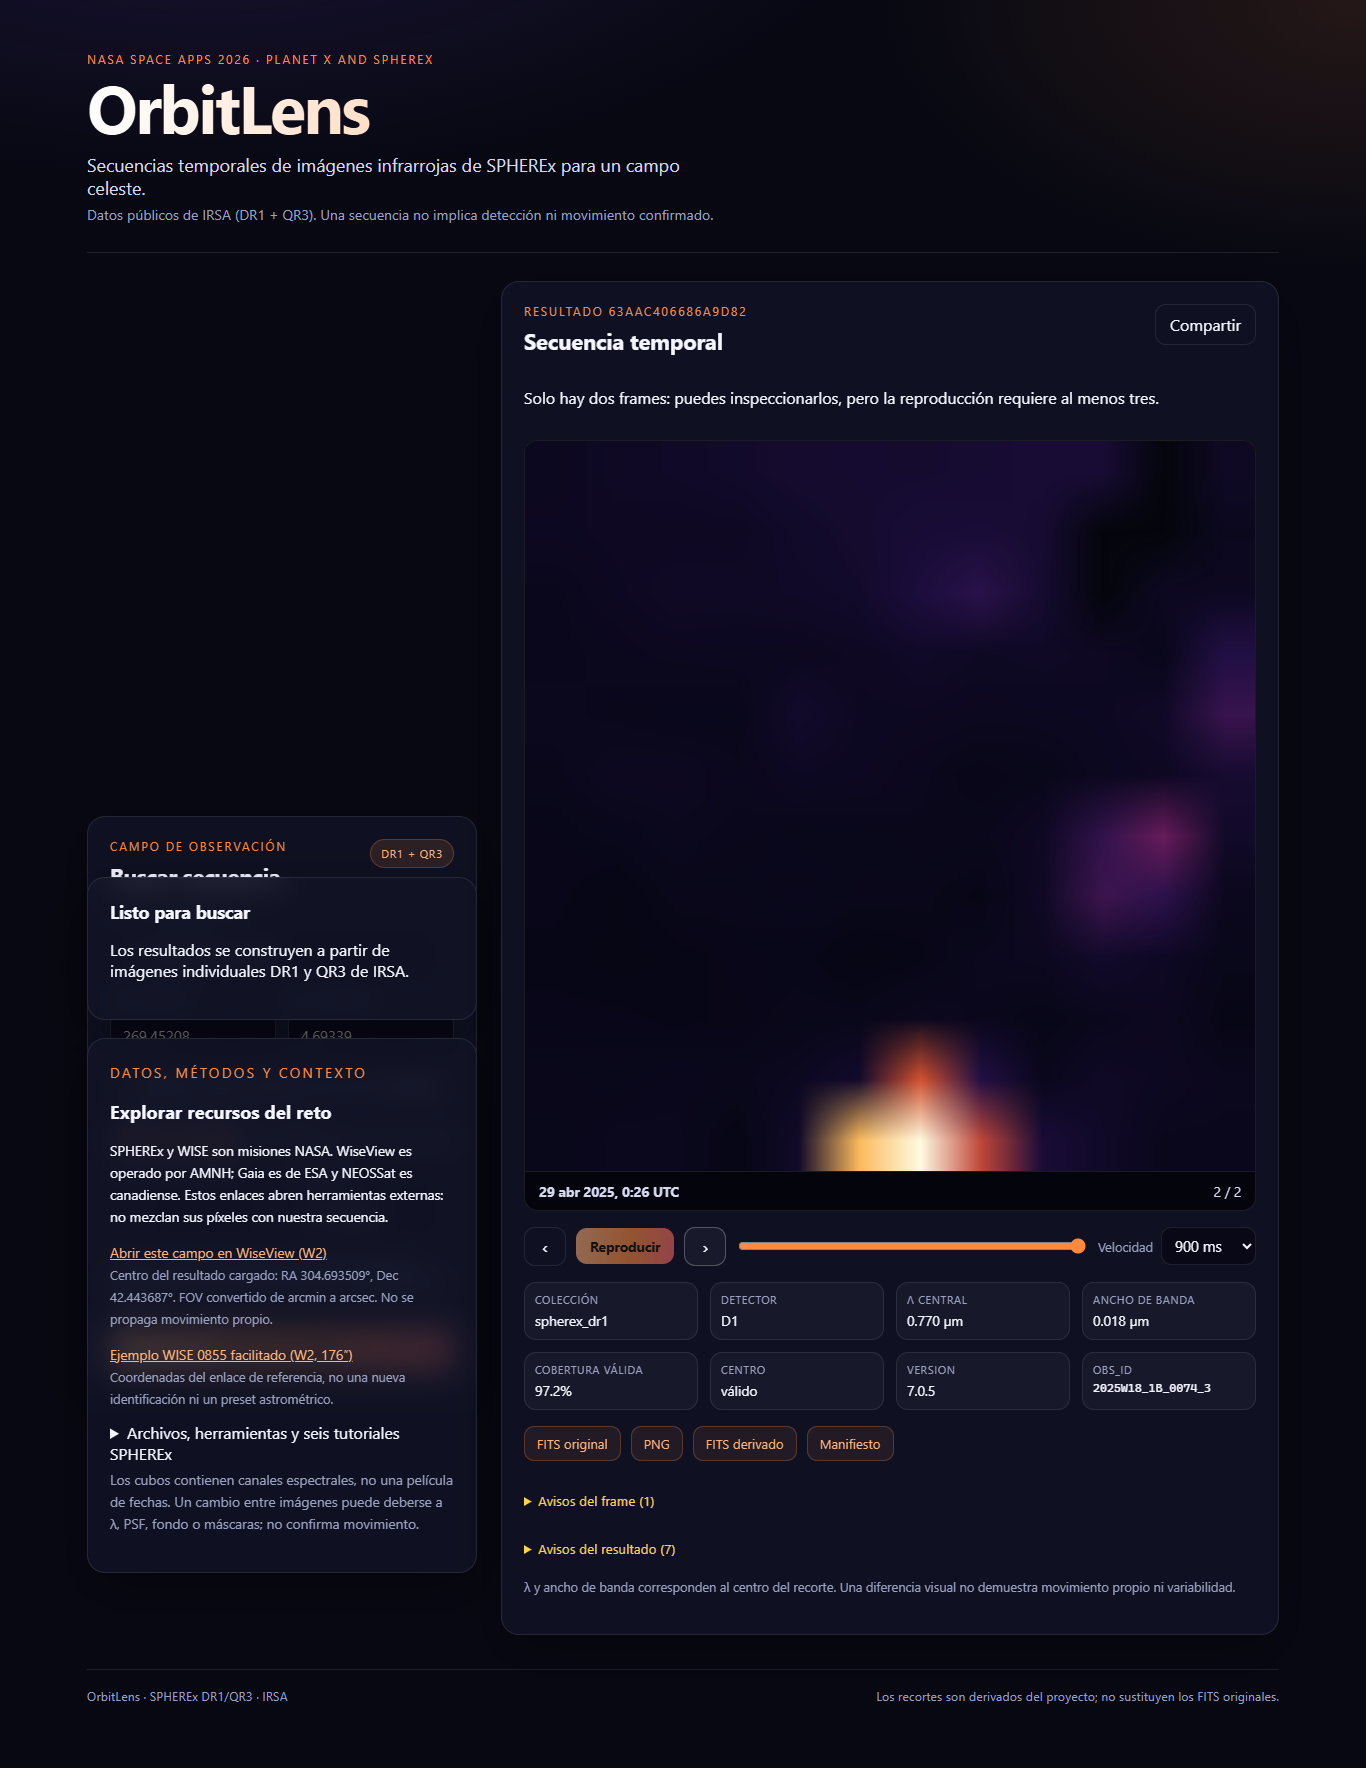 NASA SPACE APPS 2026 · PLANET X AND SPHEREX
OrbitLens
Secuencias temporales de imágenes infrarrojas de SPHEREx para un campo
celeste.
Datos públicos de IRSA (DR1 + QR3). Una secuencia no implica detección ni movimiento confirmado.
CAMPO DE OBSERVACIÓN
DR1 + QR3
Buscar secuencia
Listo para buscar
Los resultados se construyen a partir de
imágenes individuales DR1 y QR3 de IRSA.
269.45208
4.69339
DATOS, MÉTODOS Y CONTEXTO
Explorar recursos del reto
SPHEREx y WISE son misiones NASA. WiseView es
operado por AMNH; Gaia es de ESA y NEOSSat es
canadiense. Estos enlaces abren herramientas externas:
no mezclan sus píxeles con nuestra secuencia.
Abrir este campo en WiseView (W2)
Centro del resultado cargado: RA 304.693509°, Dec
42.443687°. FOV convertido de arcmin a arcsec. No se
propaga movimiento propio.
Ejemplo WISE 0855 facilitado (W2, 176″)
Coordenadas del enlace de referencia, no una nueva
identificación ni un preset astrométrico.
▶ Archivos, herramientas y seis tutoriales
SPHEREx
Los cubos contienen canales espectrales, no una película
de fechas. Un cambio entre imágenes puede deberse a
λ, PSF, fondo o máscaras; no confirma movimiento.
RESULTADO 63AAC406686A9D82
Secuencia temporal
Compartir
Solo hay dos frames: puedes inspeccionarlos, pero la reproducción requiere al menos tres.
29 abr 2025, 0:26 UTC
2 / 2
‹
Reproducir
›
Velocidad
900 ms
COLECCIÓN
spherex_dr1
DETECTOR
D1
Λ CENTRAL
0.770 µm
ANCHO DE BANDA
0.018 µm
COBERTURA VÁLIDA
97.2%
CENTRO
válido
VERSION
7.0.5
OBS_ID
2025W18_1B_0074_3
FITS original
PNG
FITS derivado
Manifiesto
▶ Avisos del frame (1)
▶ Avisos del resultado (7)
λ y ancho de banda corresponden al centro del recorte. Una diferencia visual no demuestra movimiento propio ni variabilidad.
OrbitLens · SPHEREx DR1/QR3 · IRSA
Los recortes son derivados del proyecto; no sustituyen los FITS originales.